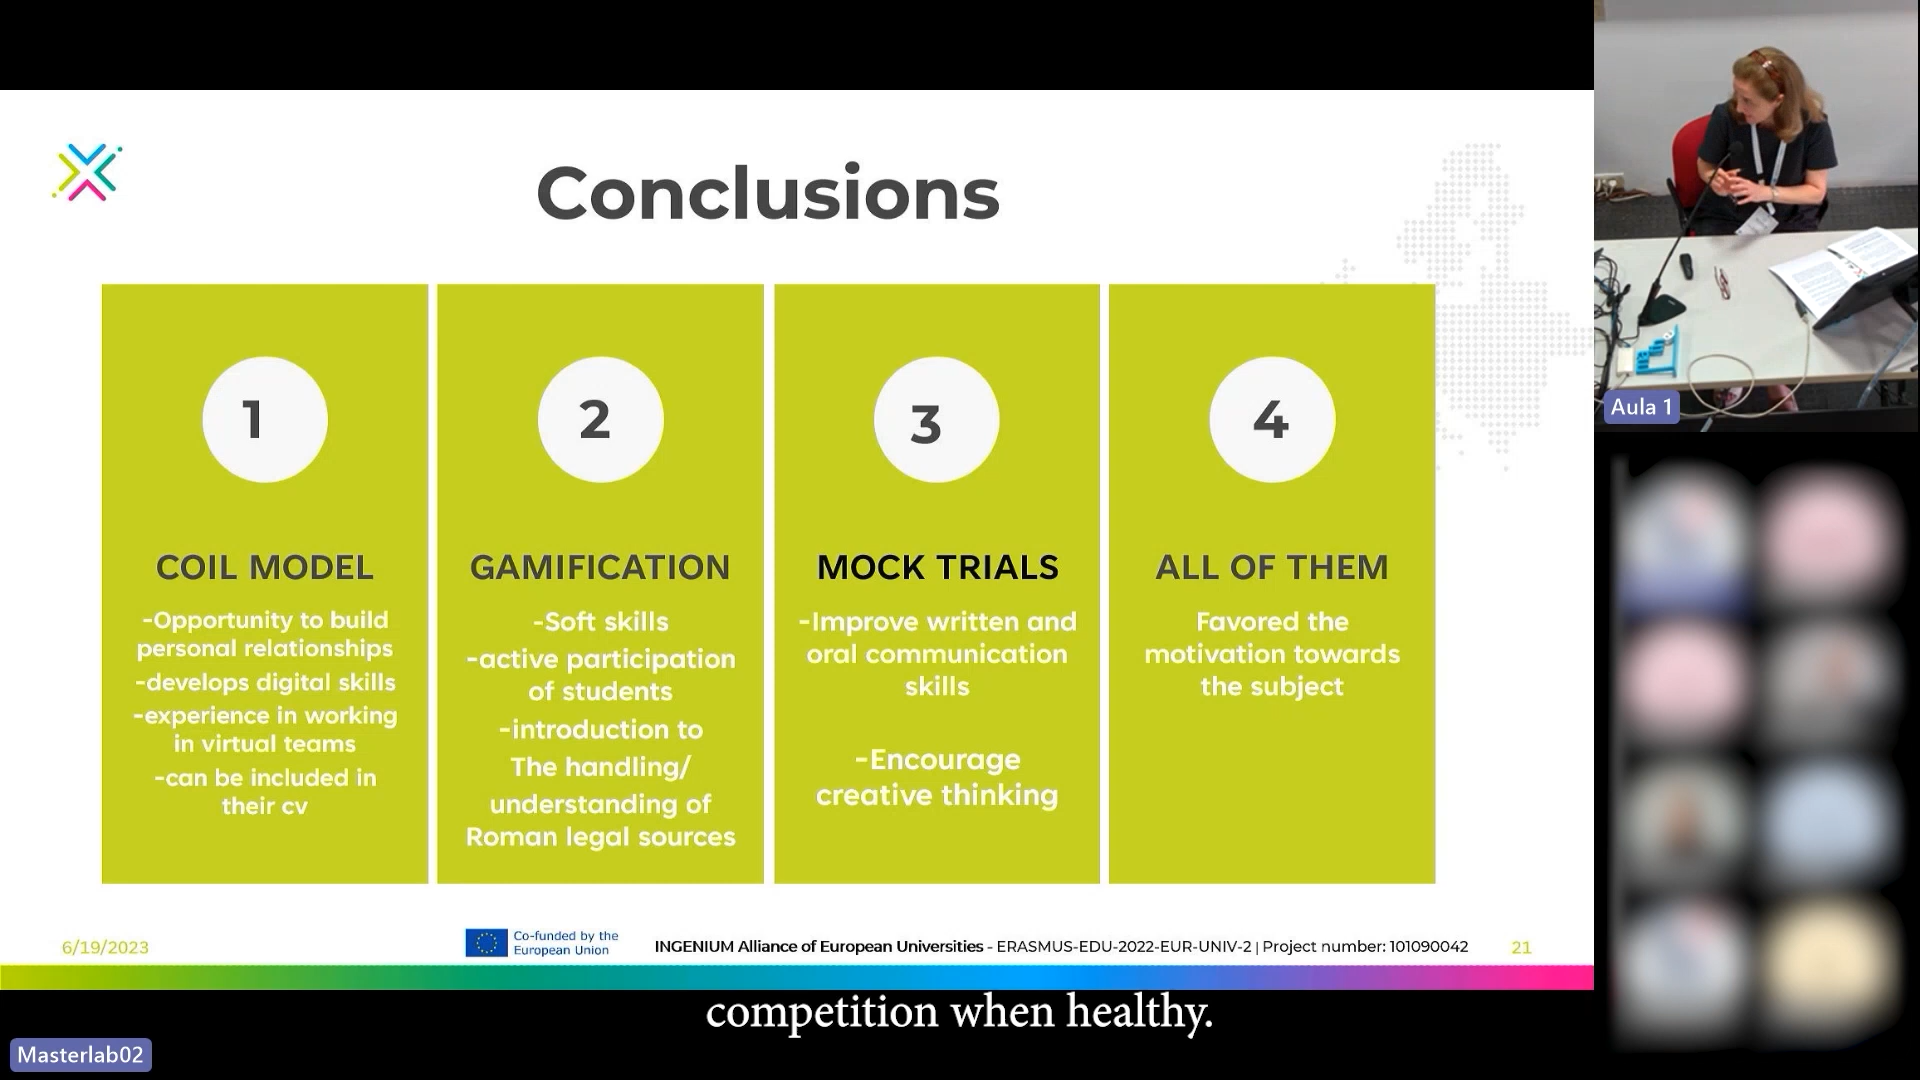 Conclusions
1
COIL MODEL
-Opportunity to build
personal relationships
-develops digital skills
-experience in working
in virtual teams
-can be included in
their cv
2
GAMIFICATION
-Soft skills
-active participation
of students
-introduction to
The handling/
understanding of
Roman legal sources
3
MOCK TRIALS
-Improve written and
oral communication
skills
-Encourage
creative thinking
4
ALL OF THEM
Favored the
motivation towards
the subject
6/19/2023
Co-funded by the
European Union
INGENIUM Alliance of European Universities - ERASMUS-EDU-2022-EUR-UNIV-2 | Project number: 101090042
21
competition when healthy.
Masterlab02
Aula 1